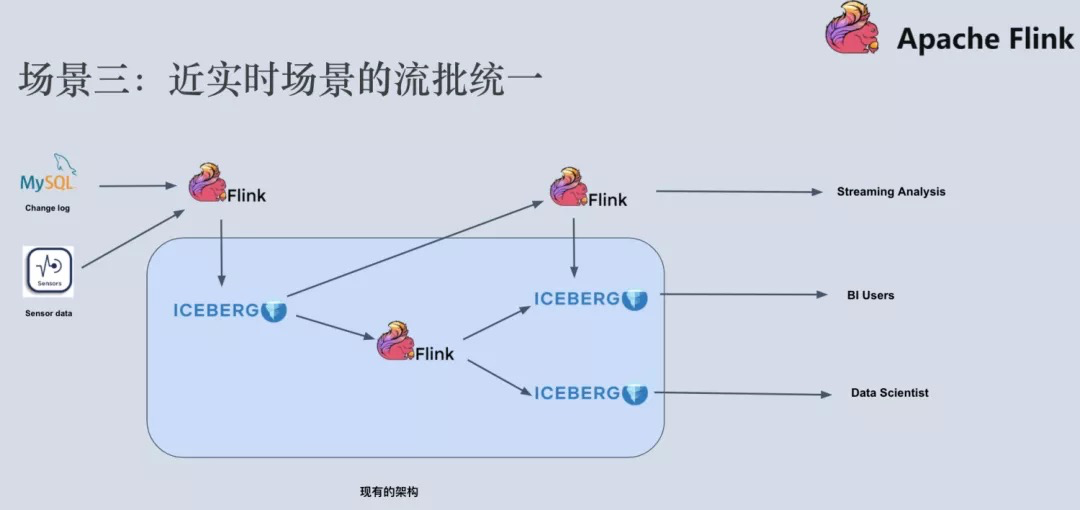 Apache Flink
场景三：近实时场景的流批统一
MySQL
Change log
Flink
Flink
Streaming Analysis
Sensors
Sensor data
ICEBERG
ICEBERG
BI Users
Flink
ICEBERG
Data Scientist
现有的架构